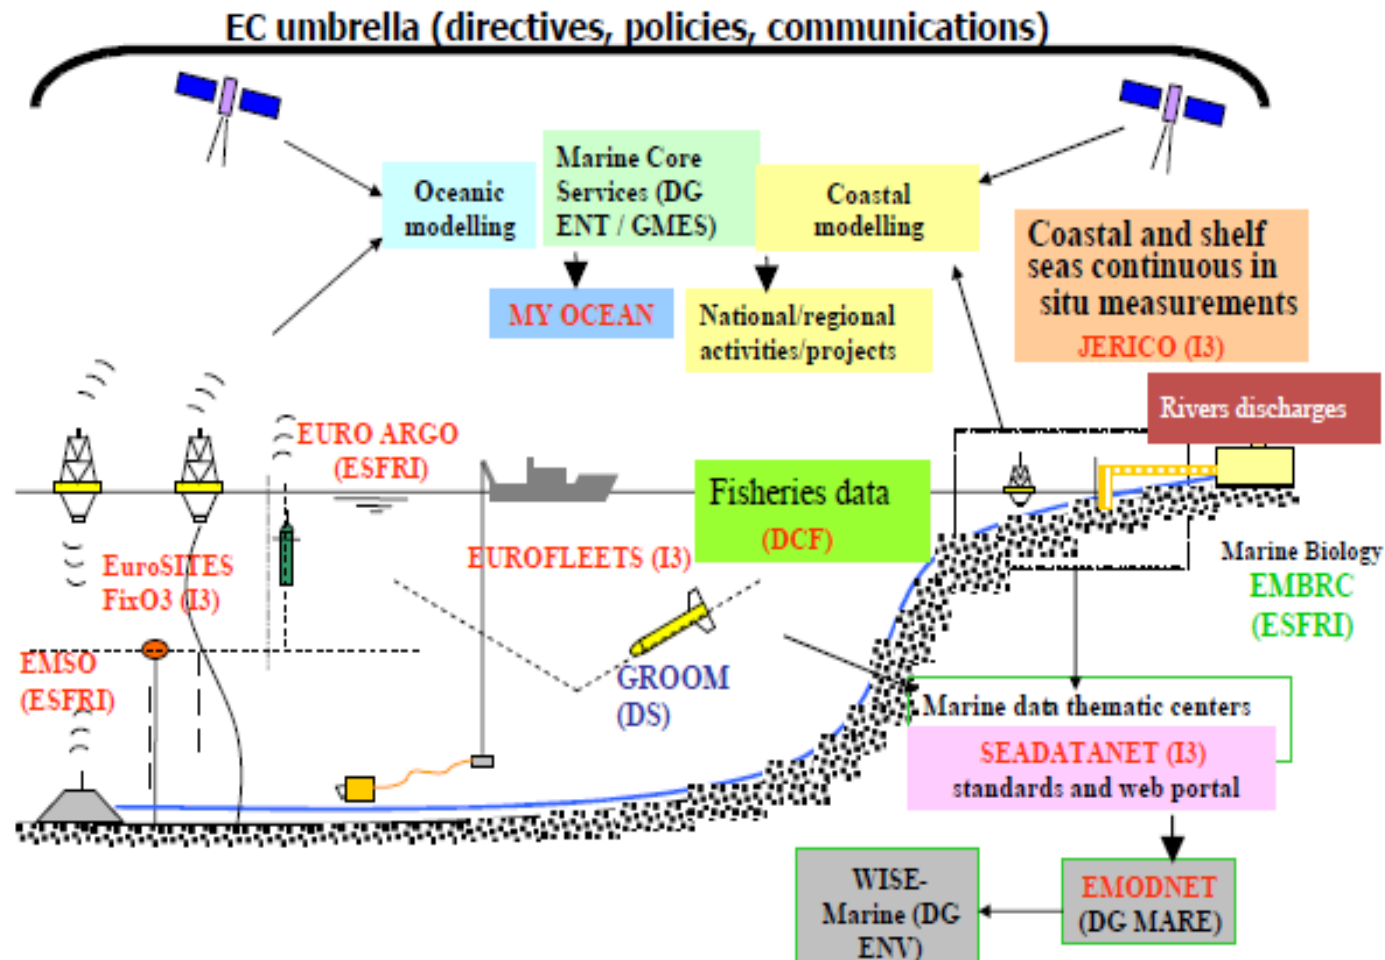 EC umbrella (directives, policies, communications)
Oceanic
modelling
Marine Core
Services (DG
ENT / GMES)
Coastal
modelling
Coastal and shelf
seas continuous in
situ measurements
JERICO (I3)
MY OCEAN
National/regional
activities/projects
Rivers discharges
EURO ARGO
(ESFRI)
Fisheries data
(DCF)
EUROFLEETS (I3)
EuroSITES
FixO3 (I3)
Marine Biology
EMBRC
(ESFRI)
EMSO
(ESFRI)
GROOM
(DS)
Marine data thematic centers
SEADATANET (I3)
standards and web portal
WISE-
Marine (DG
ENV)
EMODNET
(DG MARE)